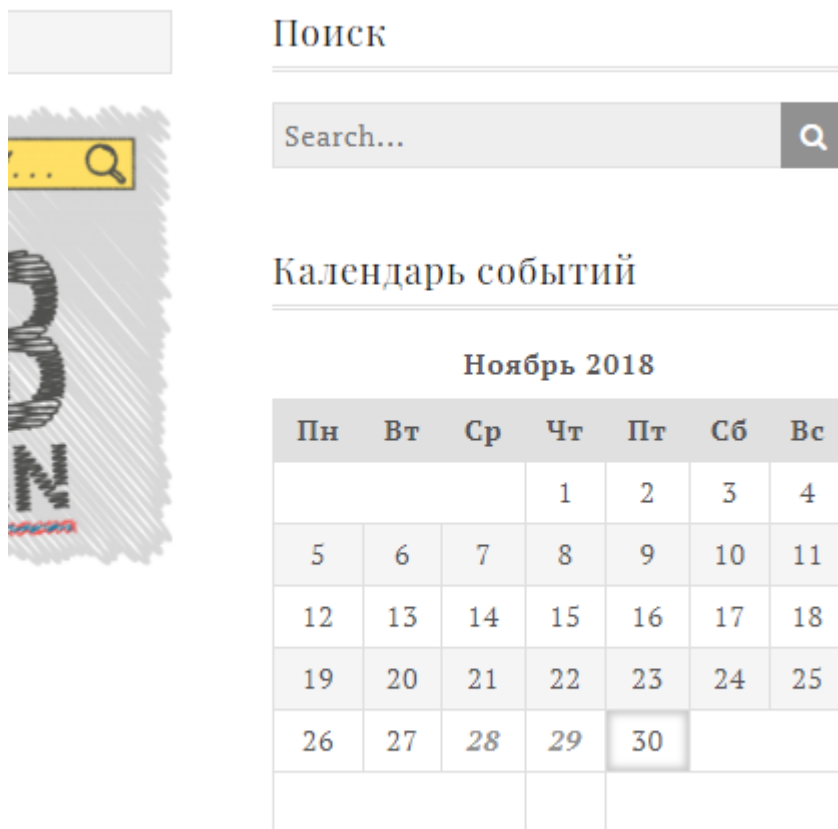 Поиск
Search...
Календарь событий
Ноябрь 2018
Пн Вт Ср Чт Пт Сб Вс
1 2 3 4
5 6 7 8 9 10 11
12 13 14 15 16 17 18
19 20 21 22 23 24 25
26 27 28 29 30